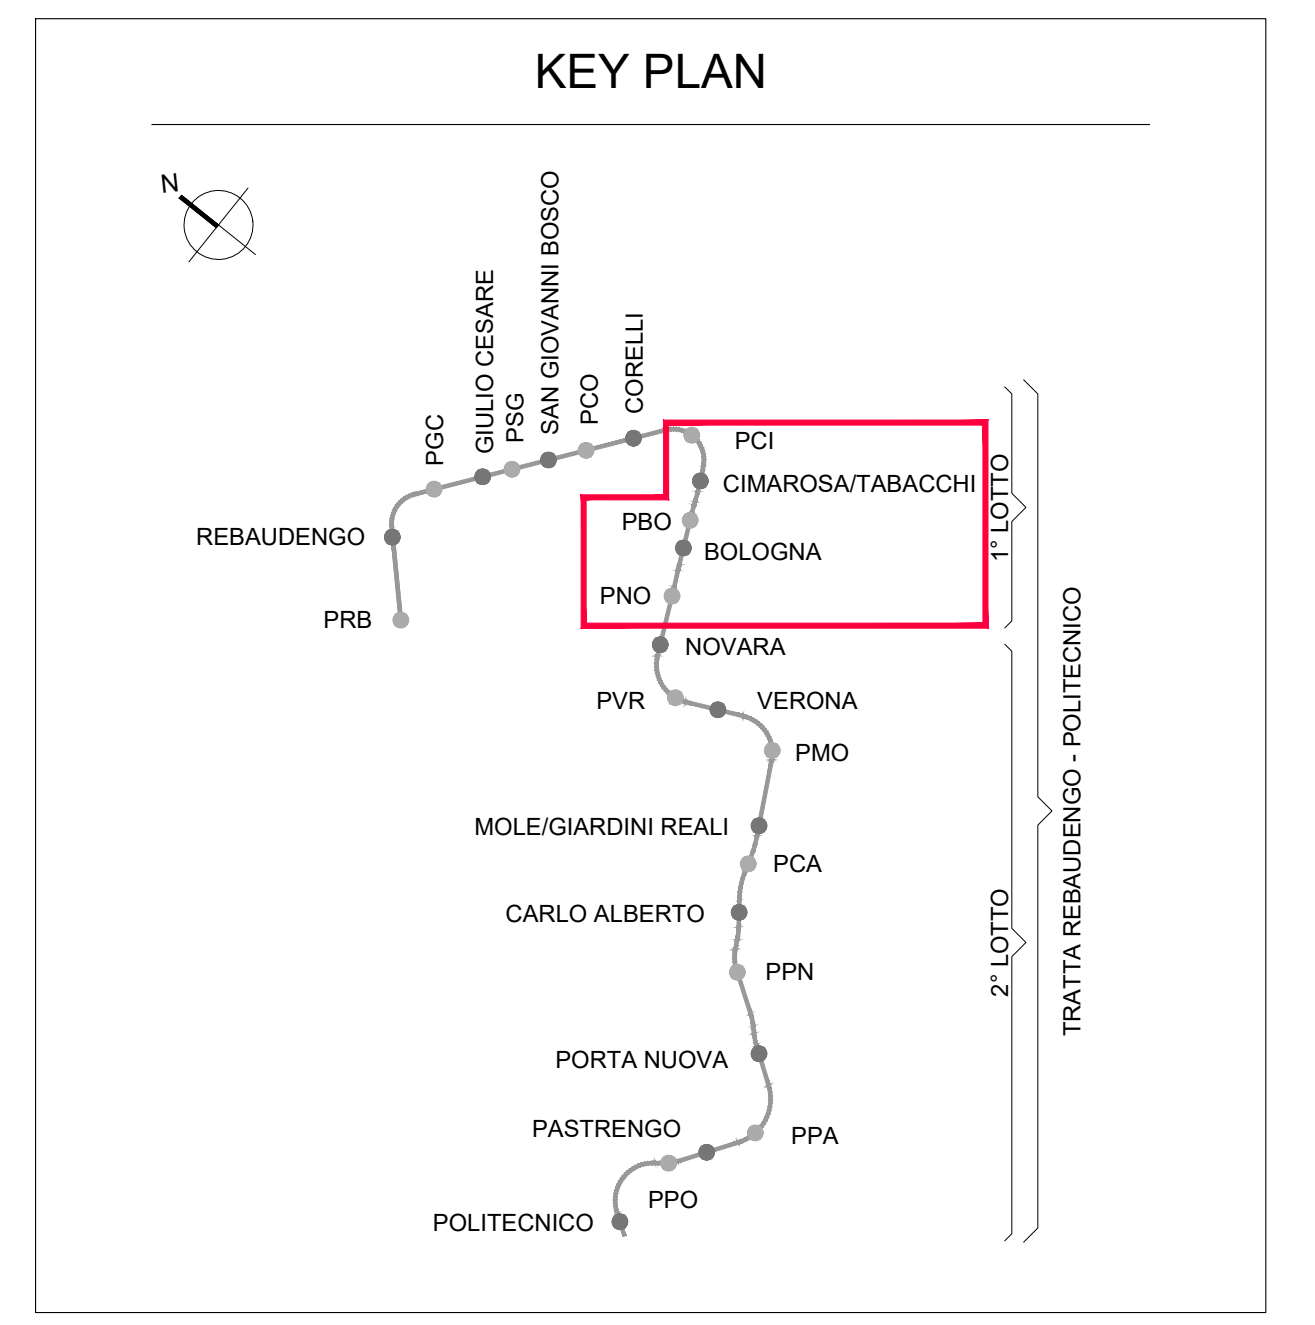 KEY PLAN
N
PGC
GIULIO CESARE
PSG
SAN GIOVANNI BOSCO
PCO
CORELLI
PCI
CIMAROSA/TABACCHI
PBO
REBAUDENGO
BOLOGNA
PNO
PRB
NOVARA
PVR
VERONA
PMO
MOLE/GIARDINI REALI
PCA
CARLO ALBERTO
PPN
PORTA NUOVA
PASTRENGO
PPA
PPO
POLITECNICO
1° LOTTO
2° LOTTO
TRATTA REBAUDENGO - POLITECNICO